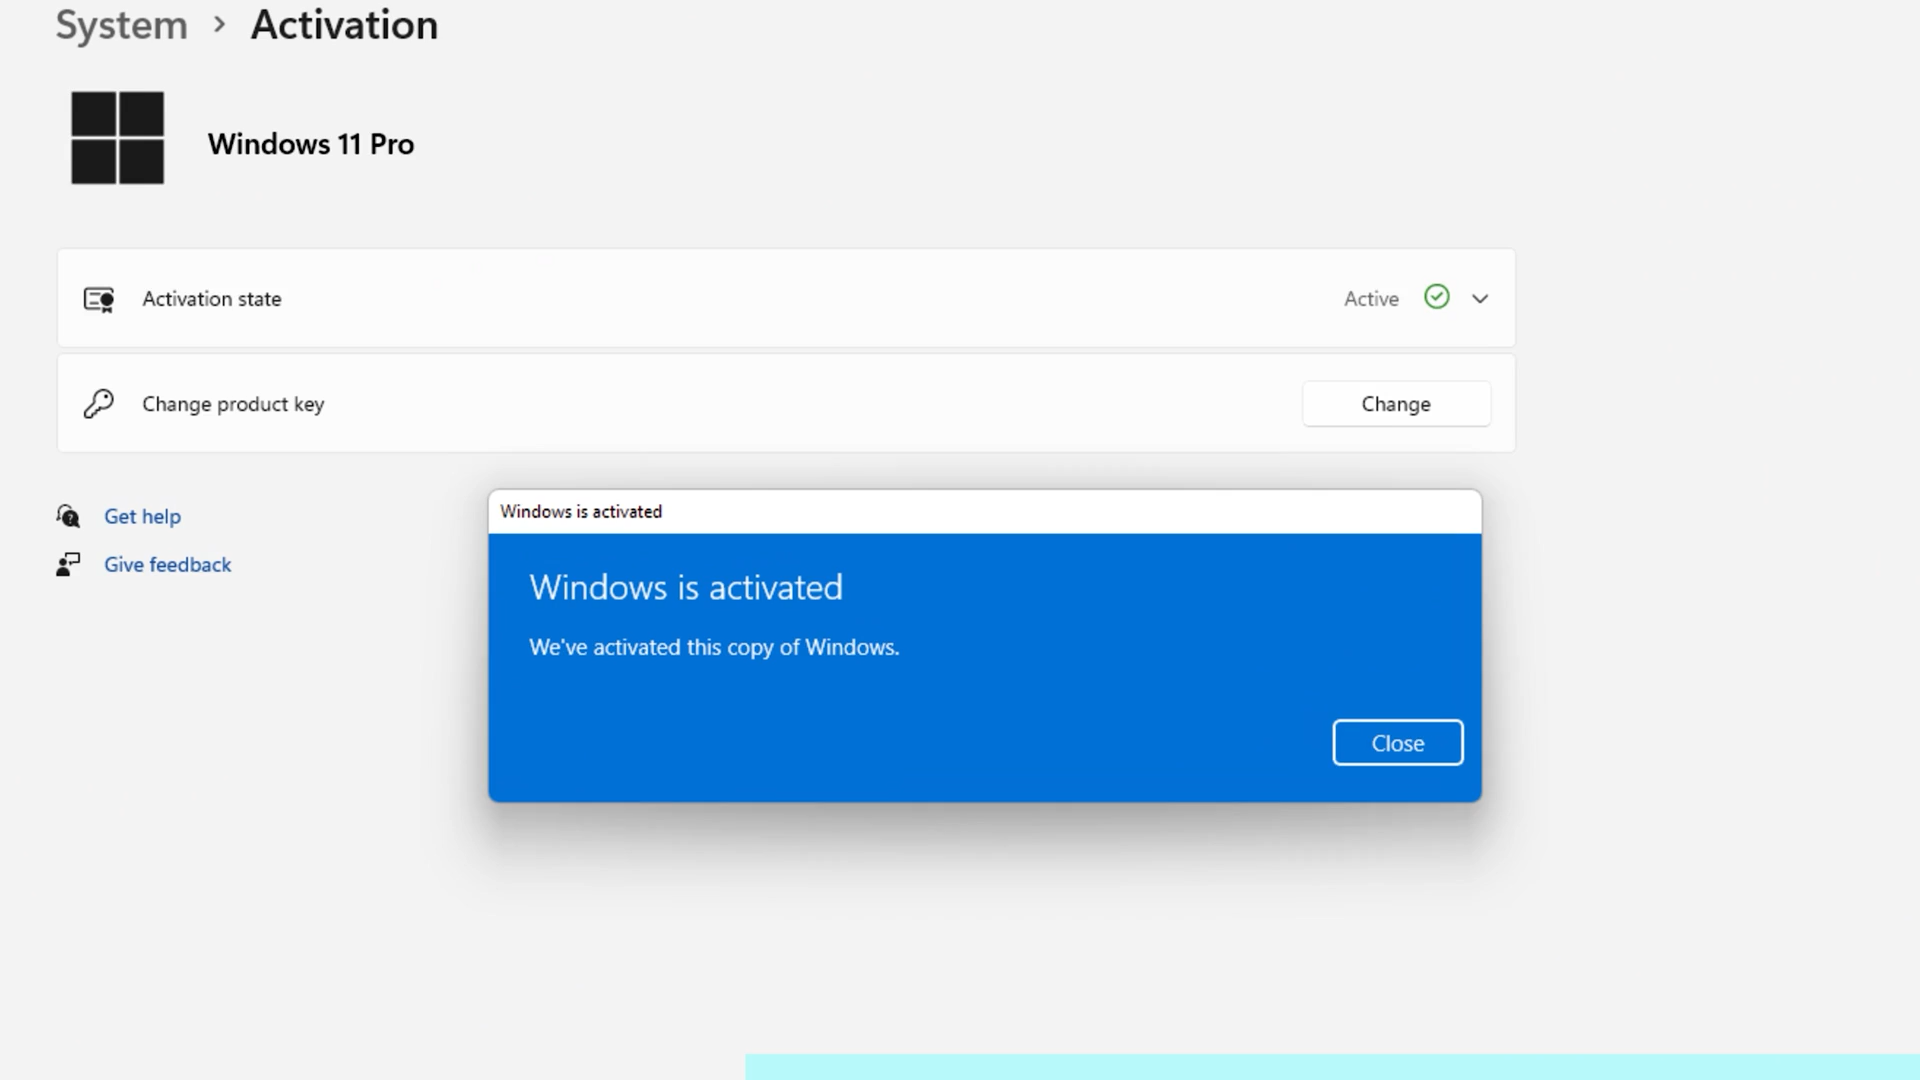 System > Activation
Windows 11 Pro
Activation state
Active
Change product key
Change
Get help
Give feedback
Windows is activated
Windows is activated
We've activated this copy of Windows.
Close